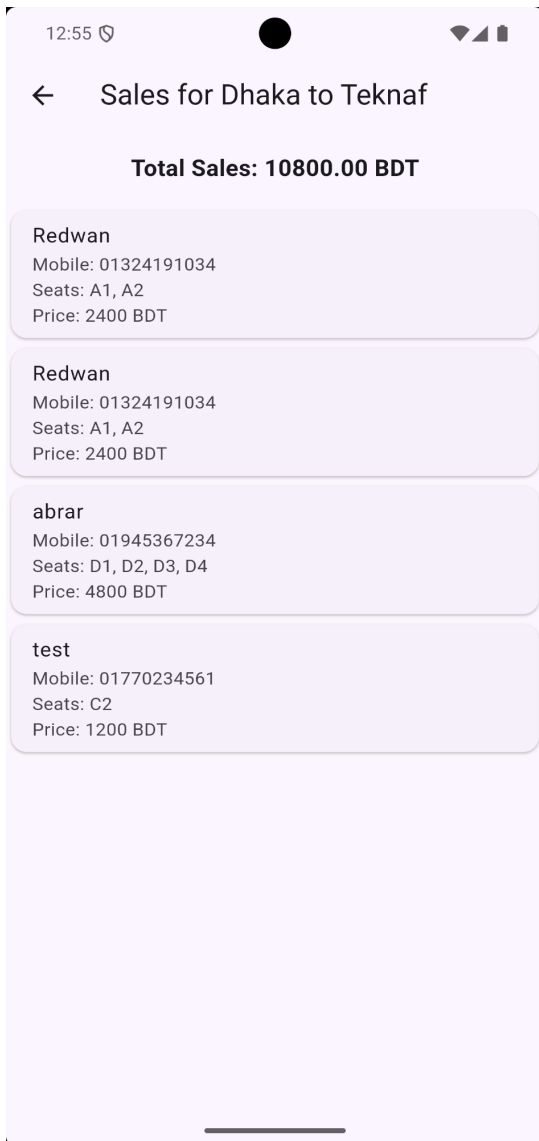 12:55
Sales for Dhaka to Teknaf
Total Sales: 10800.00 BDT
Redwan
Mobile: 01324191034
Seats: A1, A2
Price: 2400 BDT
Redwan
Mobile: 01324191034
Seats: A1, A2
Price: 2400 BDT
abrar
Mobile: 01945367234
Seats: D1, D2, D3, D4
Price: 4800 BDT
test
Mobile: 01770234561
Seats: C2
Price: 1200 BDT